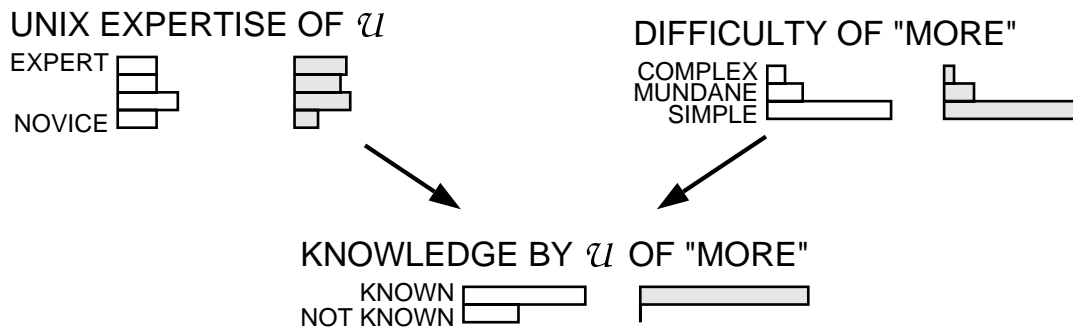 UNIX EXPERTISE OF 𝒰
EXPERT
NOVICE
DIFFICULTY OF "MORE"
COMPLEX
MUNDANE
SIMPLE
KNOWLEDGE BY 𝒰 OF "MORE"
KNOWN
NOT KNOWN